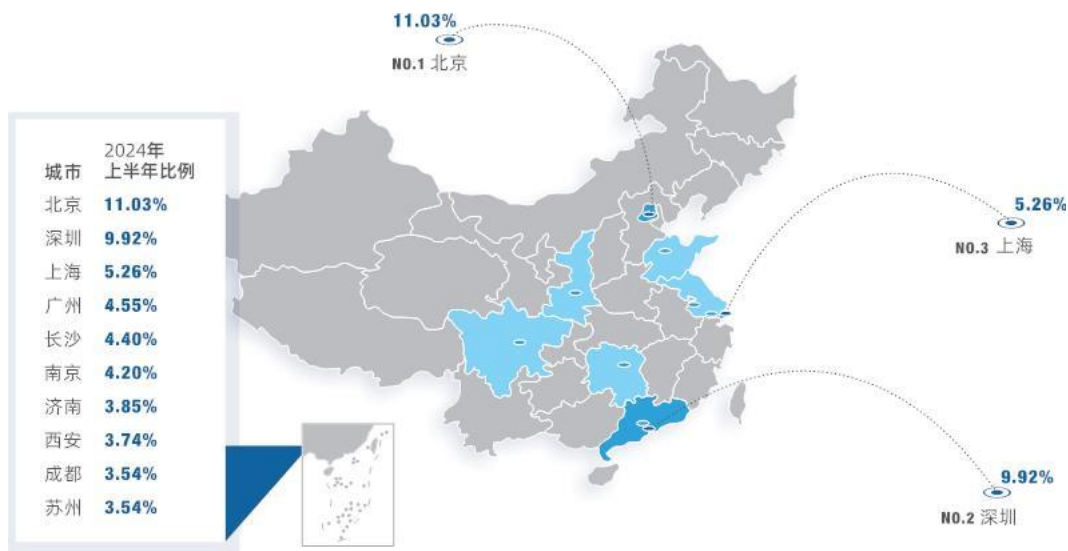 11.03%
NO.1 北京
5.26%
NO.3 上海
9.92%
NO.2 深圳
城市 2024年上半年比例
北京 11.03%
深圳 9.92%
上海 5.26%
广州 4.55%
长沙 4.40%
南京 4.20%
济南 3.85%
西安 3.74%
成都 3.54%
苏州 3.54%